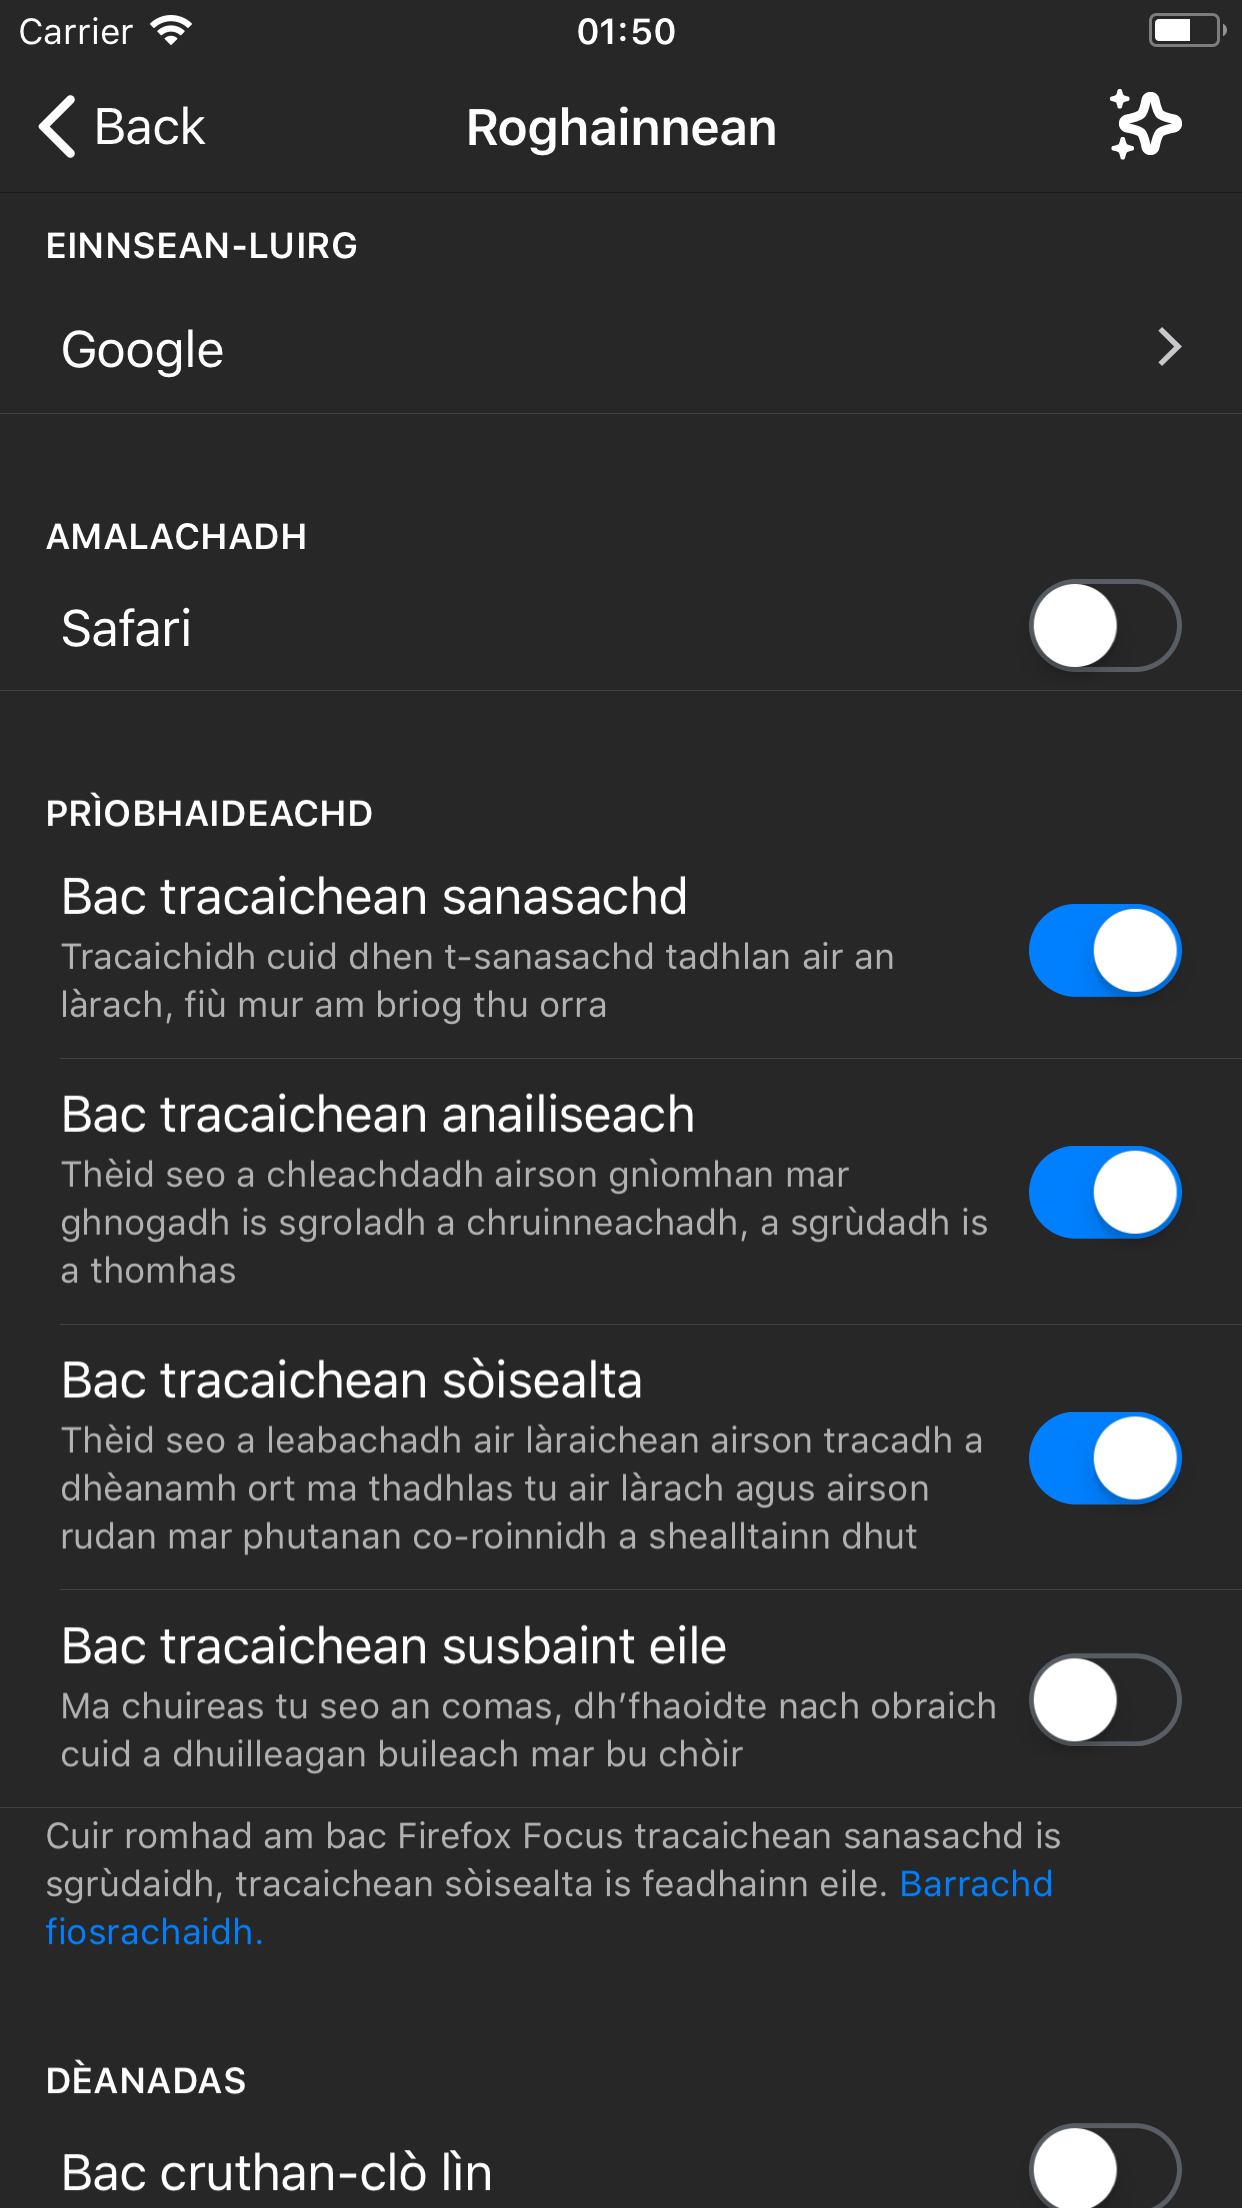 Carrier
01:50
Back
Roghainnean
EINNSEAN-LUIRG
Google
AMALACHADH
Safari
PRÌOBHAIDEACHD
Bac tracaichean sanasachd
Tracaichidh cuid dhen t-sanasachd tadhlan air an
làrach, fiù mur am briog thu orra
Bac tracaichean anailiseach
Thèid seo a chleachdadh airson gnìomhan mar
ghnogadh is sgroladh a chruinneachadh, a sgrùdadh is
a thomhas
Bac tracaichean sòisealta
Thèid seo a leabachadh air làraichean airson tracadh a
dhèanamh ort ma thadhlas tu air làrach agus airson
rudan mar phutanan co-roinnidh a shealltainn dhut
Bac tracaichean susbaint eile
Ma chuireas tu seo an comas, dh’fhaoidte nach obraich
cuid a dhuilleagan buileach mar bu chòir
Cuir romhad am bac Firefox Focus tracaichean sanasachd is
sgrùdaidh, tracaichean sòisealta is feadhainn eile. Barrachd
fiosrachaidh.
DÈANADAS
Bac cruthan-clò lìn